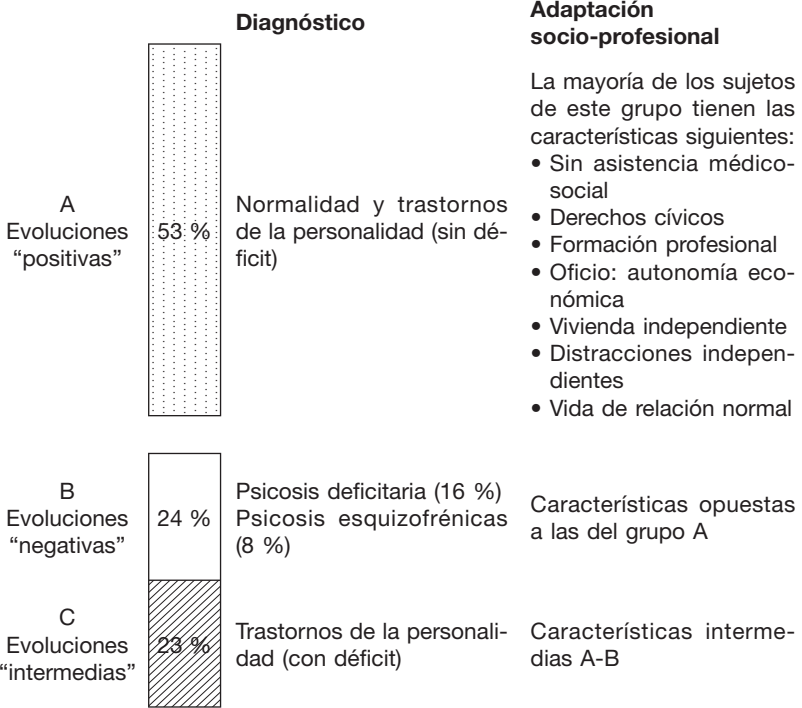 Diagnóstico
Adaptación
socio-profesional
A
Evoluciones
“positivas”
53 %
Normalidad y trastornos
de la personalidad (sin dé-
ficit)
La mayoría de los sujetos
de este grupo tienen las
características siguientes:
• Sin asistencia médico-
social
• Derechos cívicos
• Formación profesional
• Oficio: autonomía eco-
nómica
• Vivienda independiente
• Distracciones indepen-
dientes
• Vida de relación normal
B
Evoluciones
“negativas”
24 %
Psicosis deficitaria (16 %)
Psicosis esquizofrénicas
(8 %)
Características opuestas
a las del grupo A
C
Evoluciones
“intermedias”
23 %
Trastornos de la personali-
dad (con déficit)
Características interme-
dias A-B